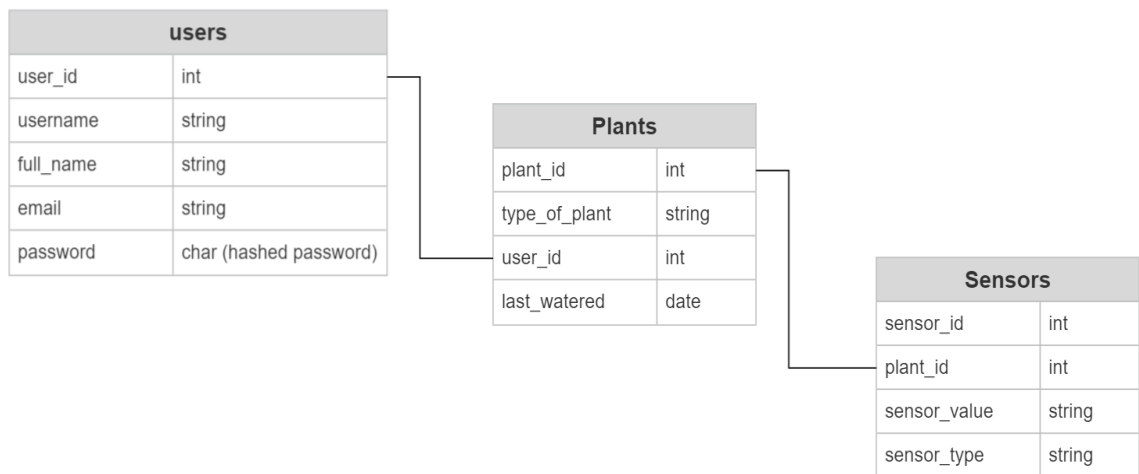 users
user_id int
username string
full_name string
email string
password char (hashed password)
Plants
plant_id int
type_of_plant string
user_id int
last_watered date
Sensors
sensor_id int
plant_id int
sensor_value string
sensor_type string